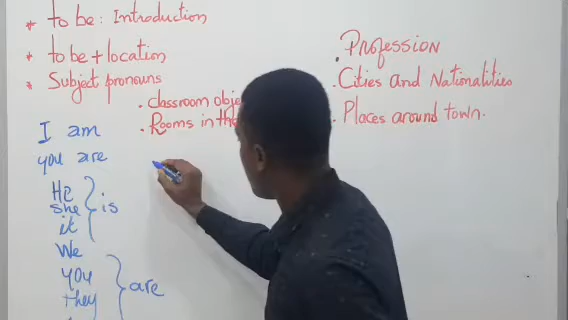 * to be: Introduction
* to be + location
* Subject pronouns
. classroom obje
. Rooms in th
. Profession
. Cities and Nationalities
. Places around town.
I am
you are
He
she
it
is
We
you
they
are